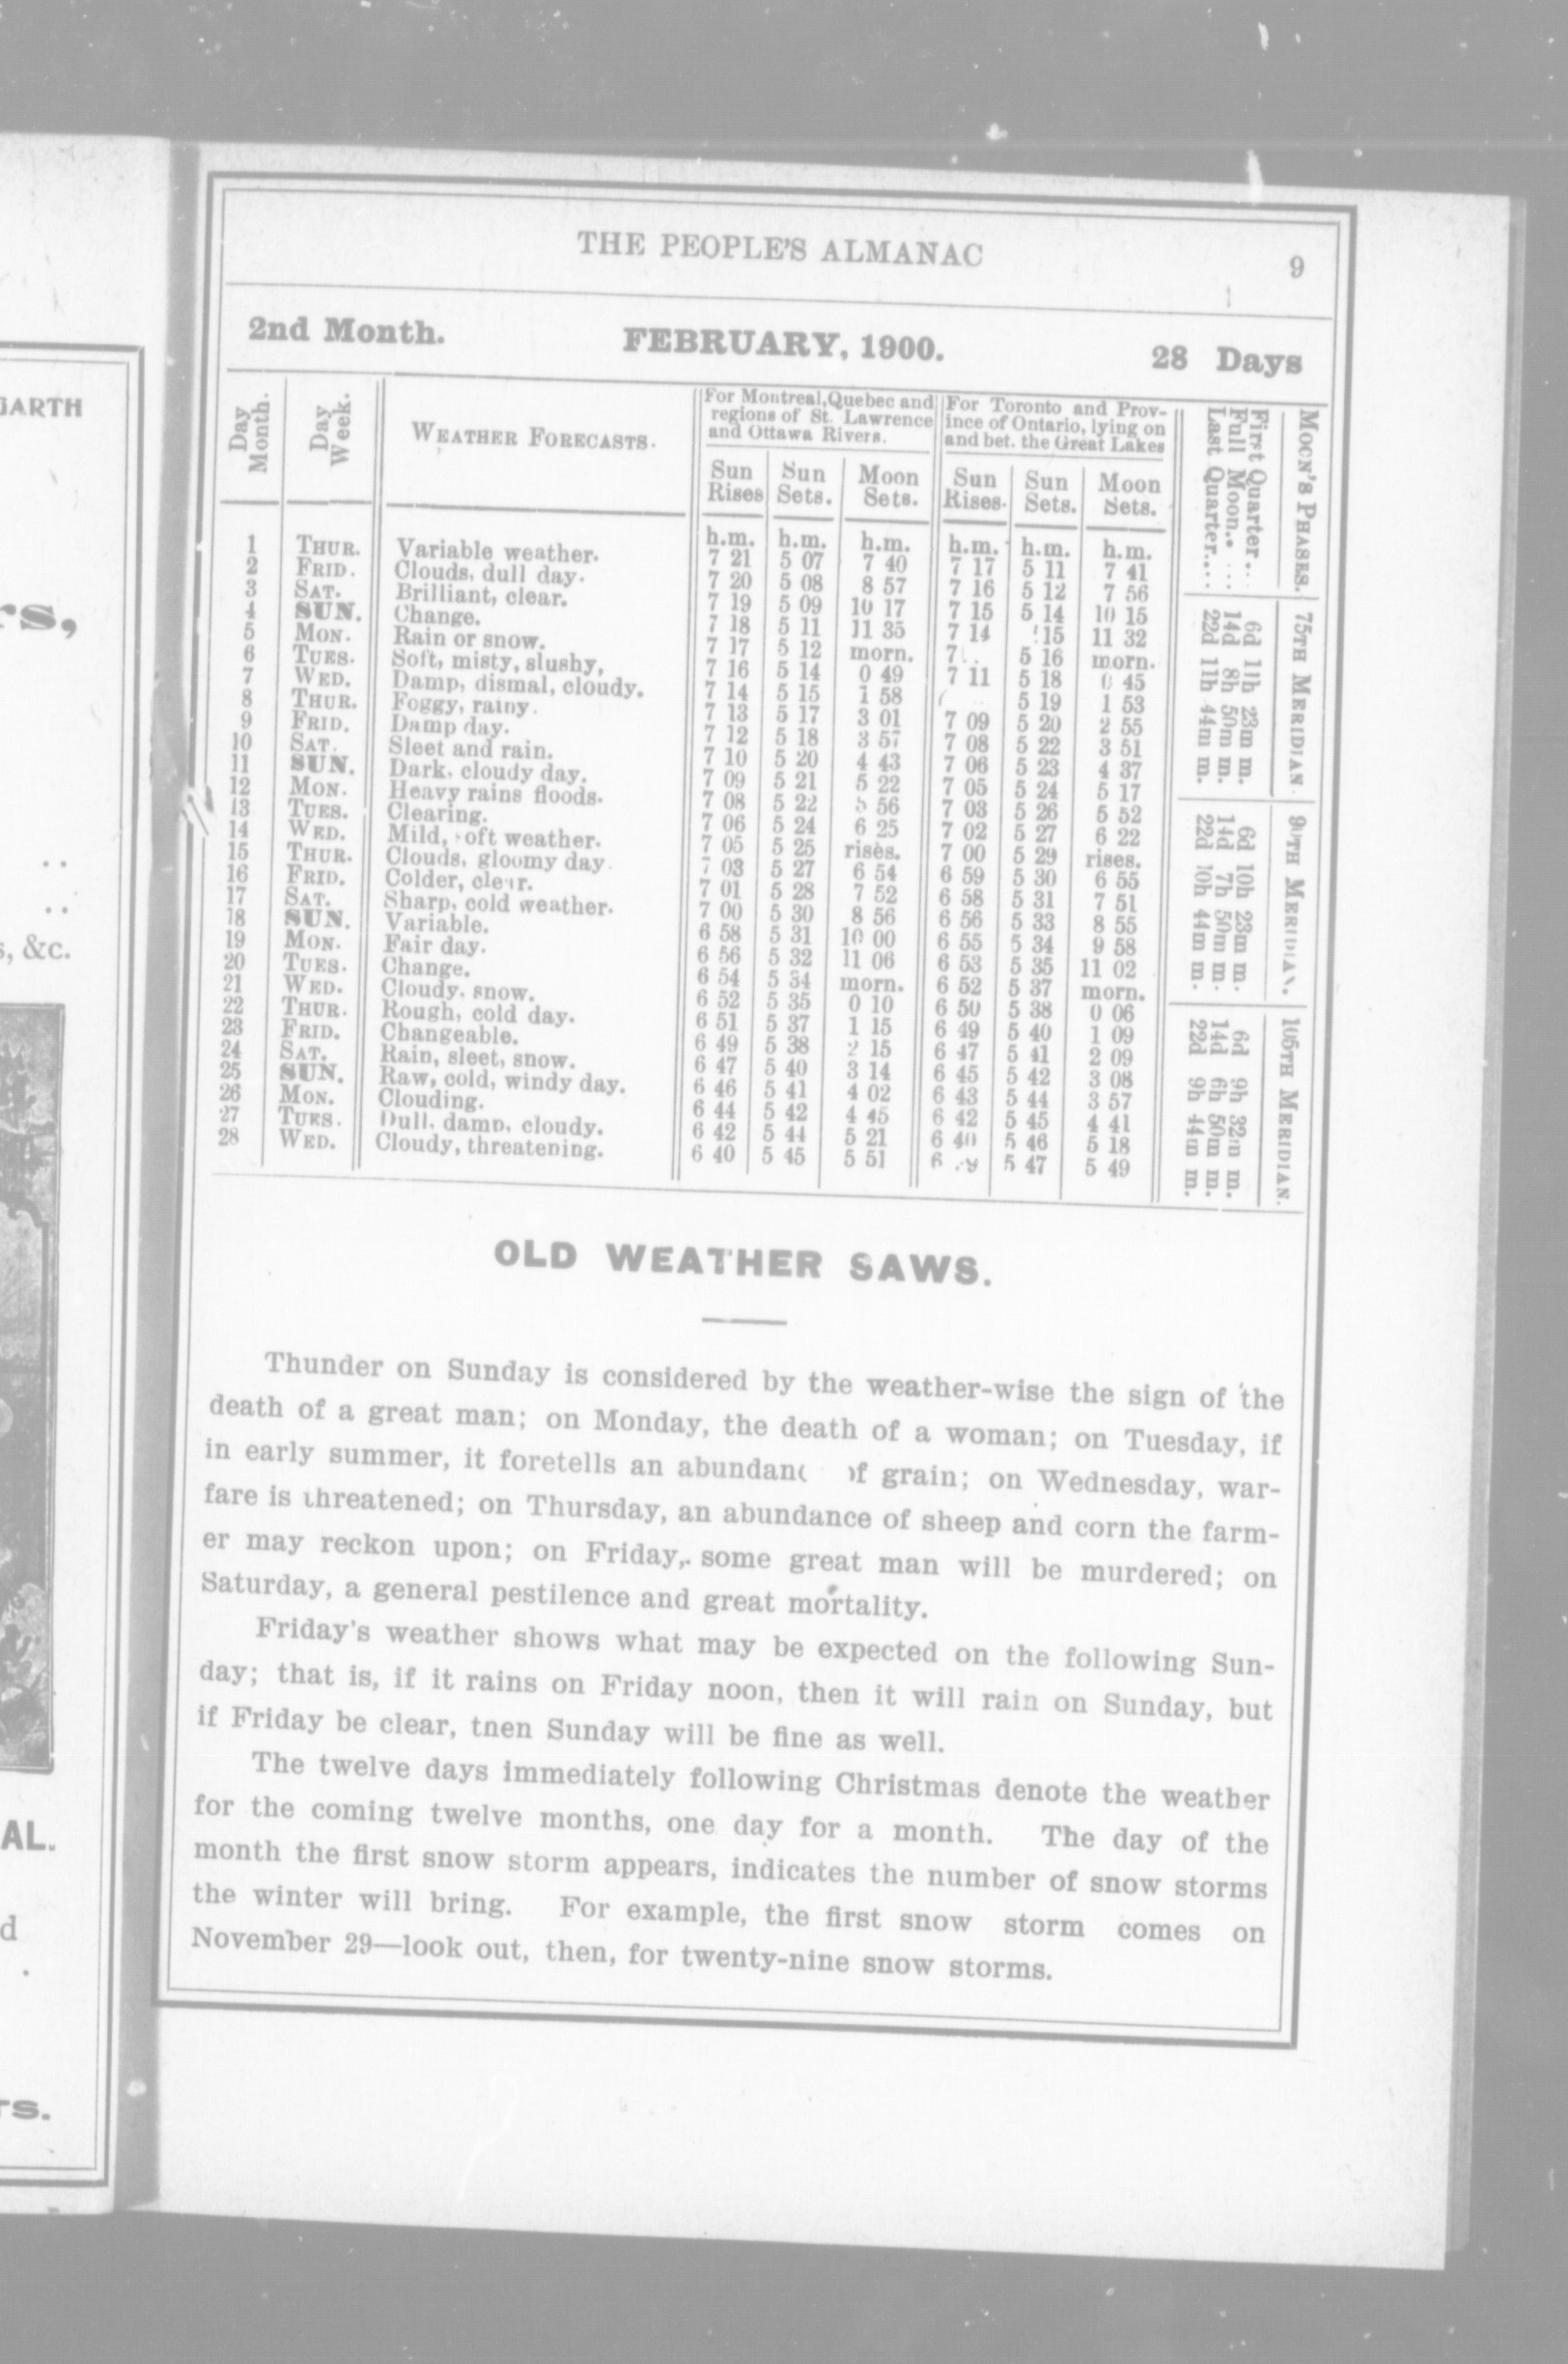 GARTH
rs,
s, &c.
AL.
d
TS.
THE PEOPLE'S ALMANAC 9
2nd Month. FEBRUARY, 1900. 28 Days
Day Month.
Day Week.
WEATHER FORECASTS.
For Montreal, Quebec and
regions of St. Lawrence
and Ottawa Rivers.
For Toronto and Prov-
ince of Ontario, lying on
and bet. the Great Lakes
Sun Rises Sun Sets. Moon Sets. Sun Rises. Sun Sets. Moon Sets.
h.m. h.m. h.m. h.m. h.m. h.m.
1 THUR. Variable weather. 7 21 5 07 7 40 7 17 5 11 7 41
2 FRID. Clouds, dull day. 7 20 5 08 8 57 7 16 5 12 7 56
3 SAT. Brilliant, clear. 7 19 5 09 10 17 7 15 5 14 10 15
4 SUN. Change. 7 18 5 11 11 35 7 14 15 11 32
5 MON. Rain or snow. 7 17 5 12 morn. 7 5 16 morn.
6 TUES. Soft, misty, slushy, 7 16 5 14 0 49 7 11 5 18 0 45
7 WED. Damp, dismal, cloudy. 7 14 5 15 1 58 5 19 1 53
8 THUR. Foggy, rainy. 7 13 5 17 3 01 7 09 5 20 2 55
9 FRID. Damp day. 7 12 5 18 3 57 7 08 5 22 3 51
10 SAT. Sleet and rain. 7 10 5 20 4 43 7 06 5 23 4 37
11 SUN. Dark, cloudy day. 7 09 5 21 5 22 7 05 5 24 5 17
12 MON. Heavy rains floods. 7 08 5 22 5 56 7 03 5 26 5 52
13 TUES. Clearing. 7 06 5 24 6 25 7 02 5 27 6 22
14 WED. Mild, oft weather. 7 05 5 25 rises. 7 00 5 29 rises.
15 THUR. Clouds, gloomy day. 7 03 5 27 6 54 6 59 5 30 6 55
16 FRID. Colder, clear. 7 01 5 28 7 52 6 58 5 31 7 51
17 SAT. Sharp, cold weather. 7 00 5 30 8 56 6 56 5 33 8 55
18 SUN. Variable. 6 58 5 31 10 00 6 55 5 34 9 58
19 MON. Fair day. 6 56 5 32 11 06 6 53 5 35 11 02
20 TUES. Change. 6 54 5 34 morn. 6 52 5 37 morn.
21 WED. Cloudy, snow. 6 52 5 35 0 10 6 50 5 38 0 06
22 THUR. Rough, cold day. 6 51 5 37 1 15 6 49 5 40 1 09
23 FRID. Changeable. 6 49 5 38 2 15 6 47 5 41 2 09
24 SAT. Rain, sleet, snow. 6 47 5 40 3 14 6 45 5 42 3 08
25 SUN. Raw, cold, windy day. 6 46 5 41 4 02 6 43 5 44 3 57
26 MON. Clouding. 6 44 5 42 4 45 6 42 5 45 4 41
27 TUES. Dull, damp, cloudy. 6 42 5 44 5 21 6 40 5 46 5 18
28 WED. Cloudy, threatening. 6 40 5 45 5 51 6 5 47 5 49
MOON'S PHASES. 75TH MERIDIAN. 90TH MERIDIAN. 105TH MERIDIAN.
First Quarter... 6d 11h 23m m. 6d 10h 23m m. 6d 9h 32m m.
Full Moon..... 14d 8h 50m m. 14d 7h 50m m. 14d 6h 50m m.
Last Quarter.... 22d 11h 44m m. 22d 10h 44m m. 22d 9h 44m m.
OLD WEATHER SAWS.
Thunder on Sunday is considered by the weather-wise the sign of the
death of a great man; on Monday, the death of a woman; on Tuesday, if
in early summer, it foretells an abundanc of grain; on Wednesday, war-
fare is threatened; on Thursday, an abundance of sheep and corn the farm-
er may reckon upon; on Friday, some great man will be murdered; on
Saturday, a general pestilence and great mortality.
Friday's weather shows what may be expected on the following Sun-
day; that is, if it rains on Friday noon, then it will rain on Sunday, but
if Friday be clear, tnen Sunday will be fine as well.
The twelve days immediately following Christmas denote the weather
for the coming twelve months, one day for a month. The day of the
month the first snow storm appears, indicates the number of snow storms
the winter will bring. For example, the first snow storm comes on
November 29—look out, then, for twenty-nine snow storms.